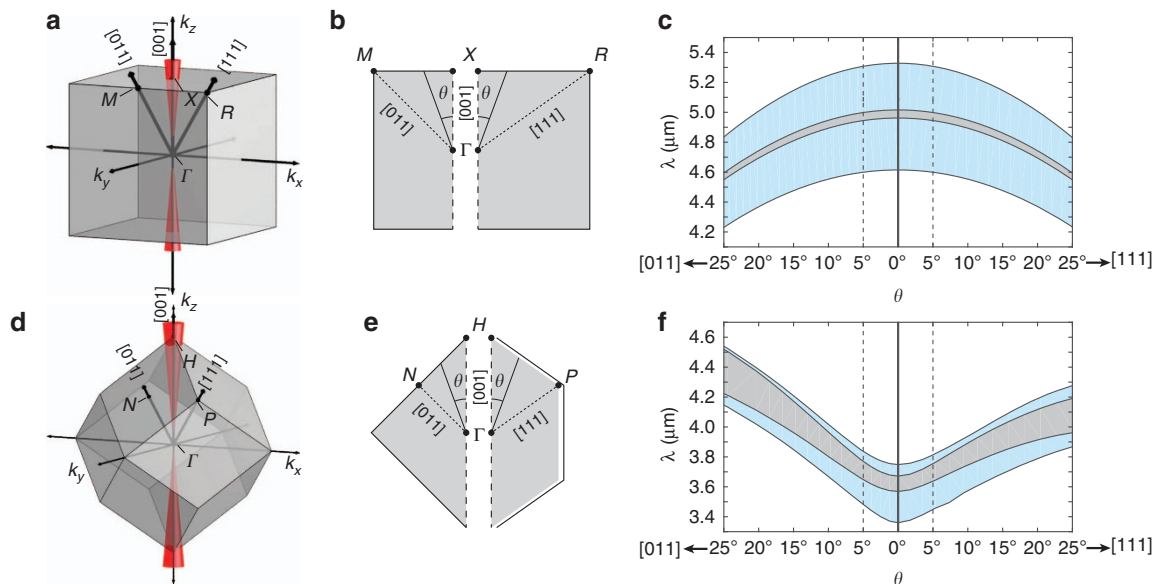 a
k_z
[001]
[011]
[111]
M
X
R
k_y
Γ
k_x
b
M
X
R
θ
[001]
θ
[011]
[111]
Γ
c
5.4
5.2
5.0
4.8
4.6
4.4
4.2
λ (μm)
[011] 25° 20° 15° 10° 5° 0° 5° 10° 15° 20° 25° [111]
θ
d
k_z
[001]
[011]
[111]
H
N
P
k_y
Γ
k_x
e
H
N
θ
[001]
θ
P
[011]
[111]
Γ
f
4.6
4.4
4.2
4.0
3.8
3.6
3.4
λ (μm)
[011] 25° 20° 15° 10° 5° 0° 5° 10° 15° 20° 25° [111]
θ